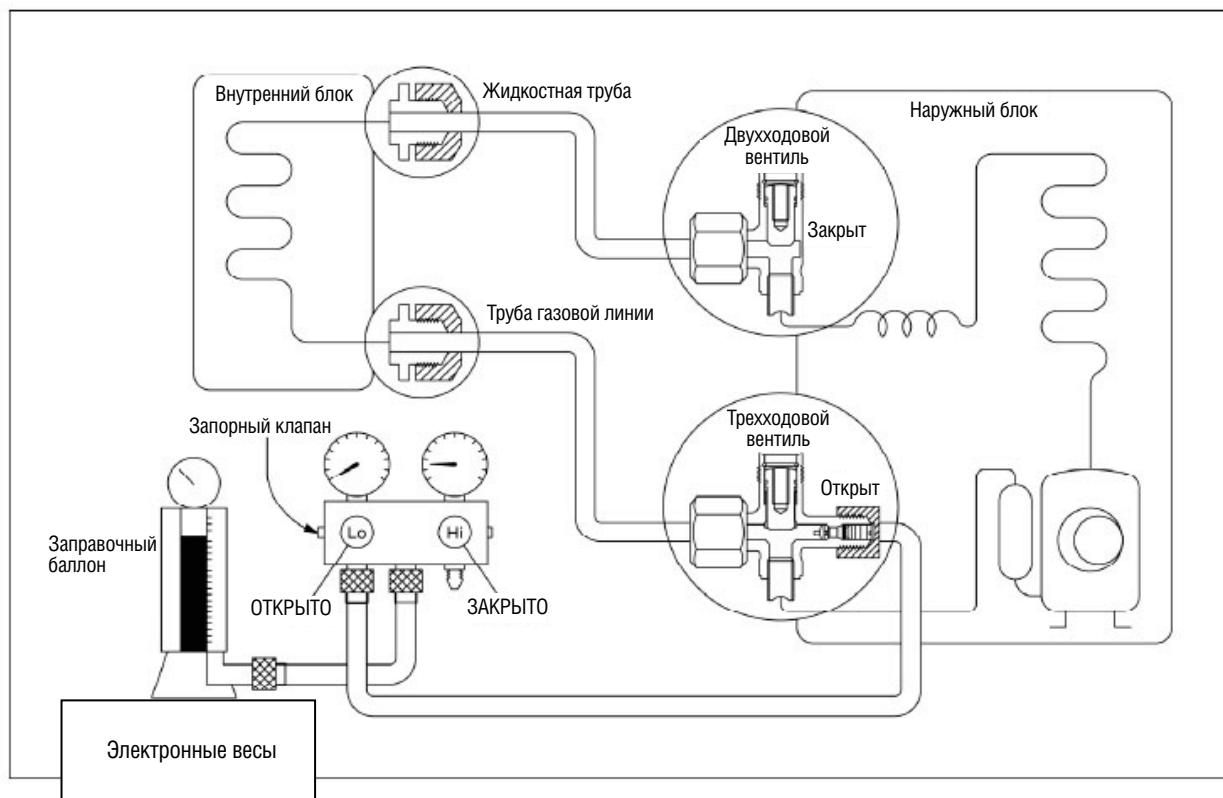 Внутренний блок
Жидкостная труба
Двухходовой
вентиль
Наружный блок
Закрыт
Труба газовой линии
Запорный клапан
Трехходовой
вентиль
Открыт
Заправочный
баллон
Lo
Hi
ОТКРЫТО
ЗАКРЫТО
Электронные весы